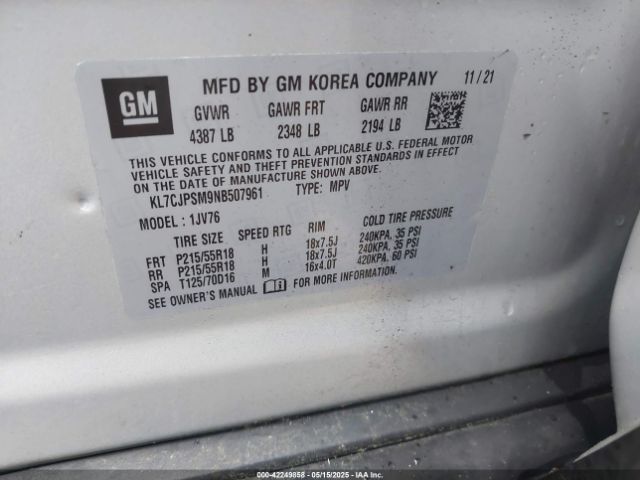 GM
MFD BY GM KOREA COMPANY 11/21
GVWR GAWR FRT GAWR RR
4387 LB 2348 LB 2194 LB
THIS VEHICLE CONFORMS TO ALL APPLICABLE U.S. FEDERAL MOTOR
VEHICLE SAFETY AND THEFT PREVENTION STANDARDS IN EFFECT
ON THE DATE OF MANUFACTURE SHOWN ABOVE.
KL7CJPSM9NB507961 TYPE: MPV
MODEL: 1JV76
TIRE SIZE SPEED RTG RIM COLD TIRE PRESSURE
FRT P215/55R18 H 18x7.5J 240KPA, 35 PSI
RR P215/55R18 H 18x7.5J 240KPA, 35 PSI
SPA T125/70D16 M 16x4.0T 420KPA, 60 PSI
SEE OWNER'S MANUAL FOR MORE INFORMATION.
000-42249858 - 05/15/2025 - IAAI.COM